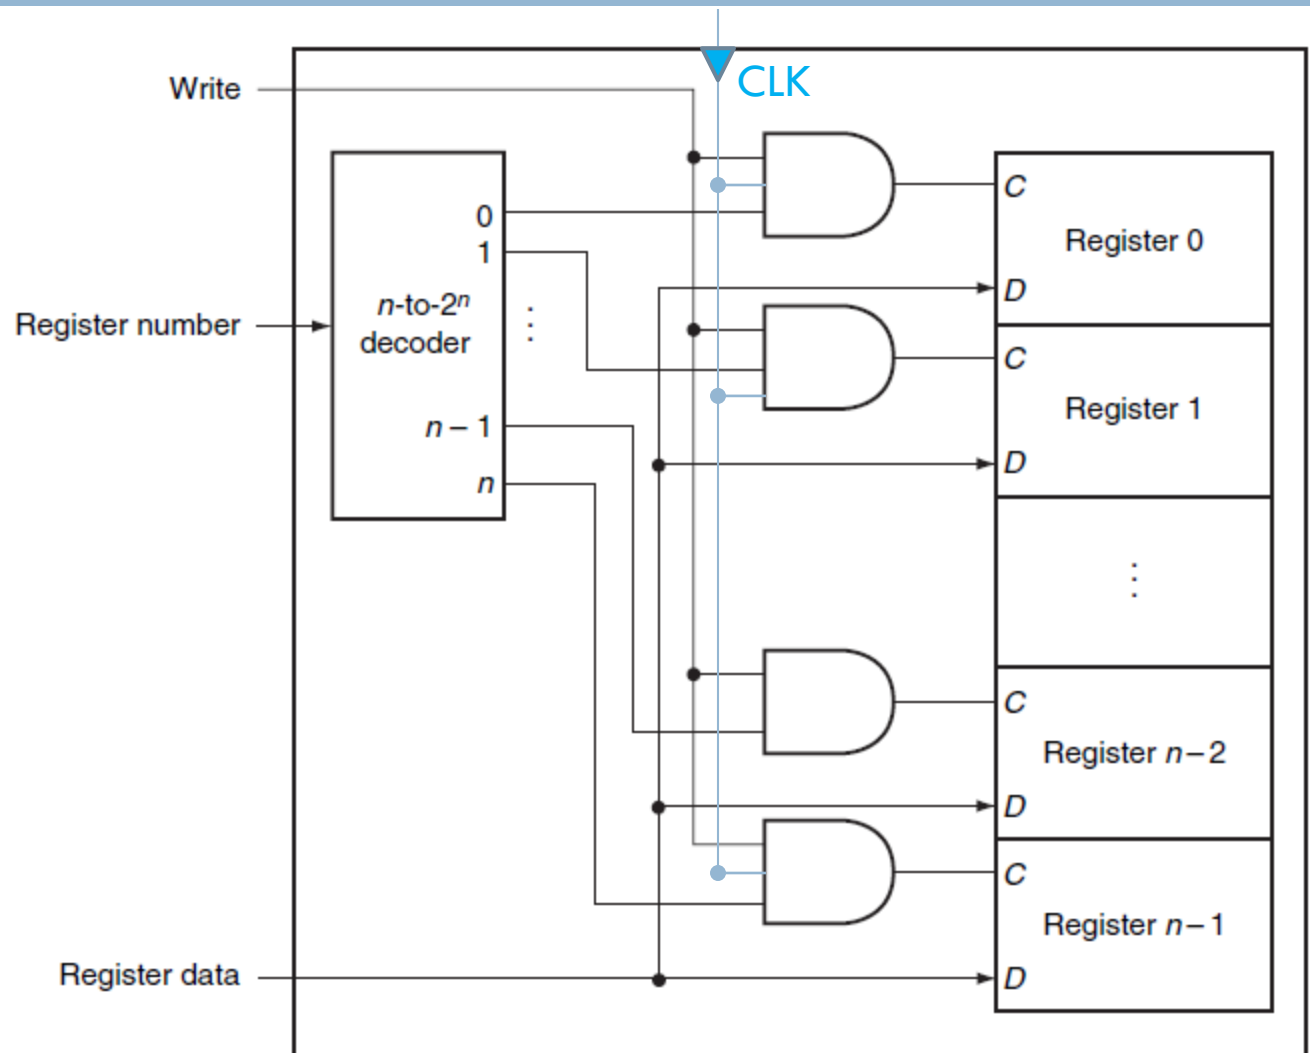 CLK
Write
0
1
n-to-2ⁿ
decoder
⋮
n – 1
n
Register number
Register data
C
Register 0
D
C
Register 1
D
⋮
C
Register n – 2
D
C
Register n – 1
D